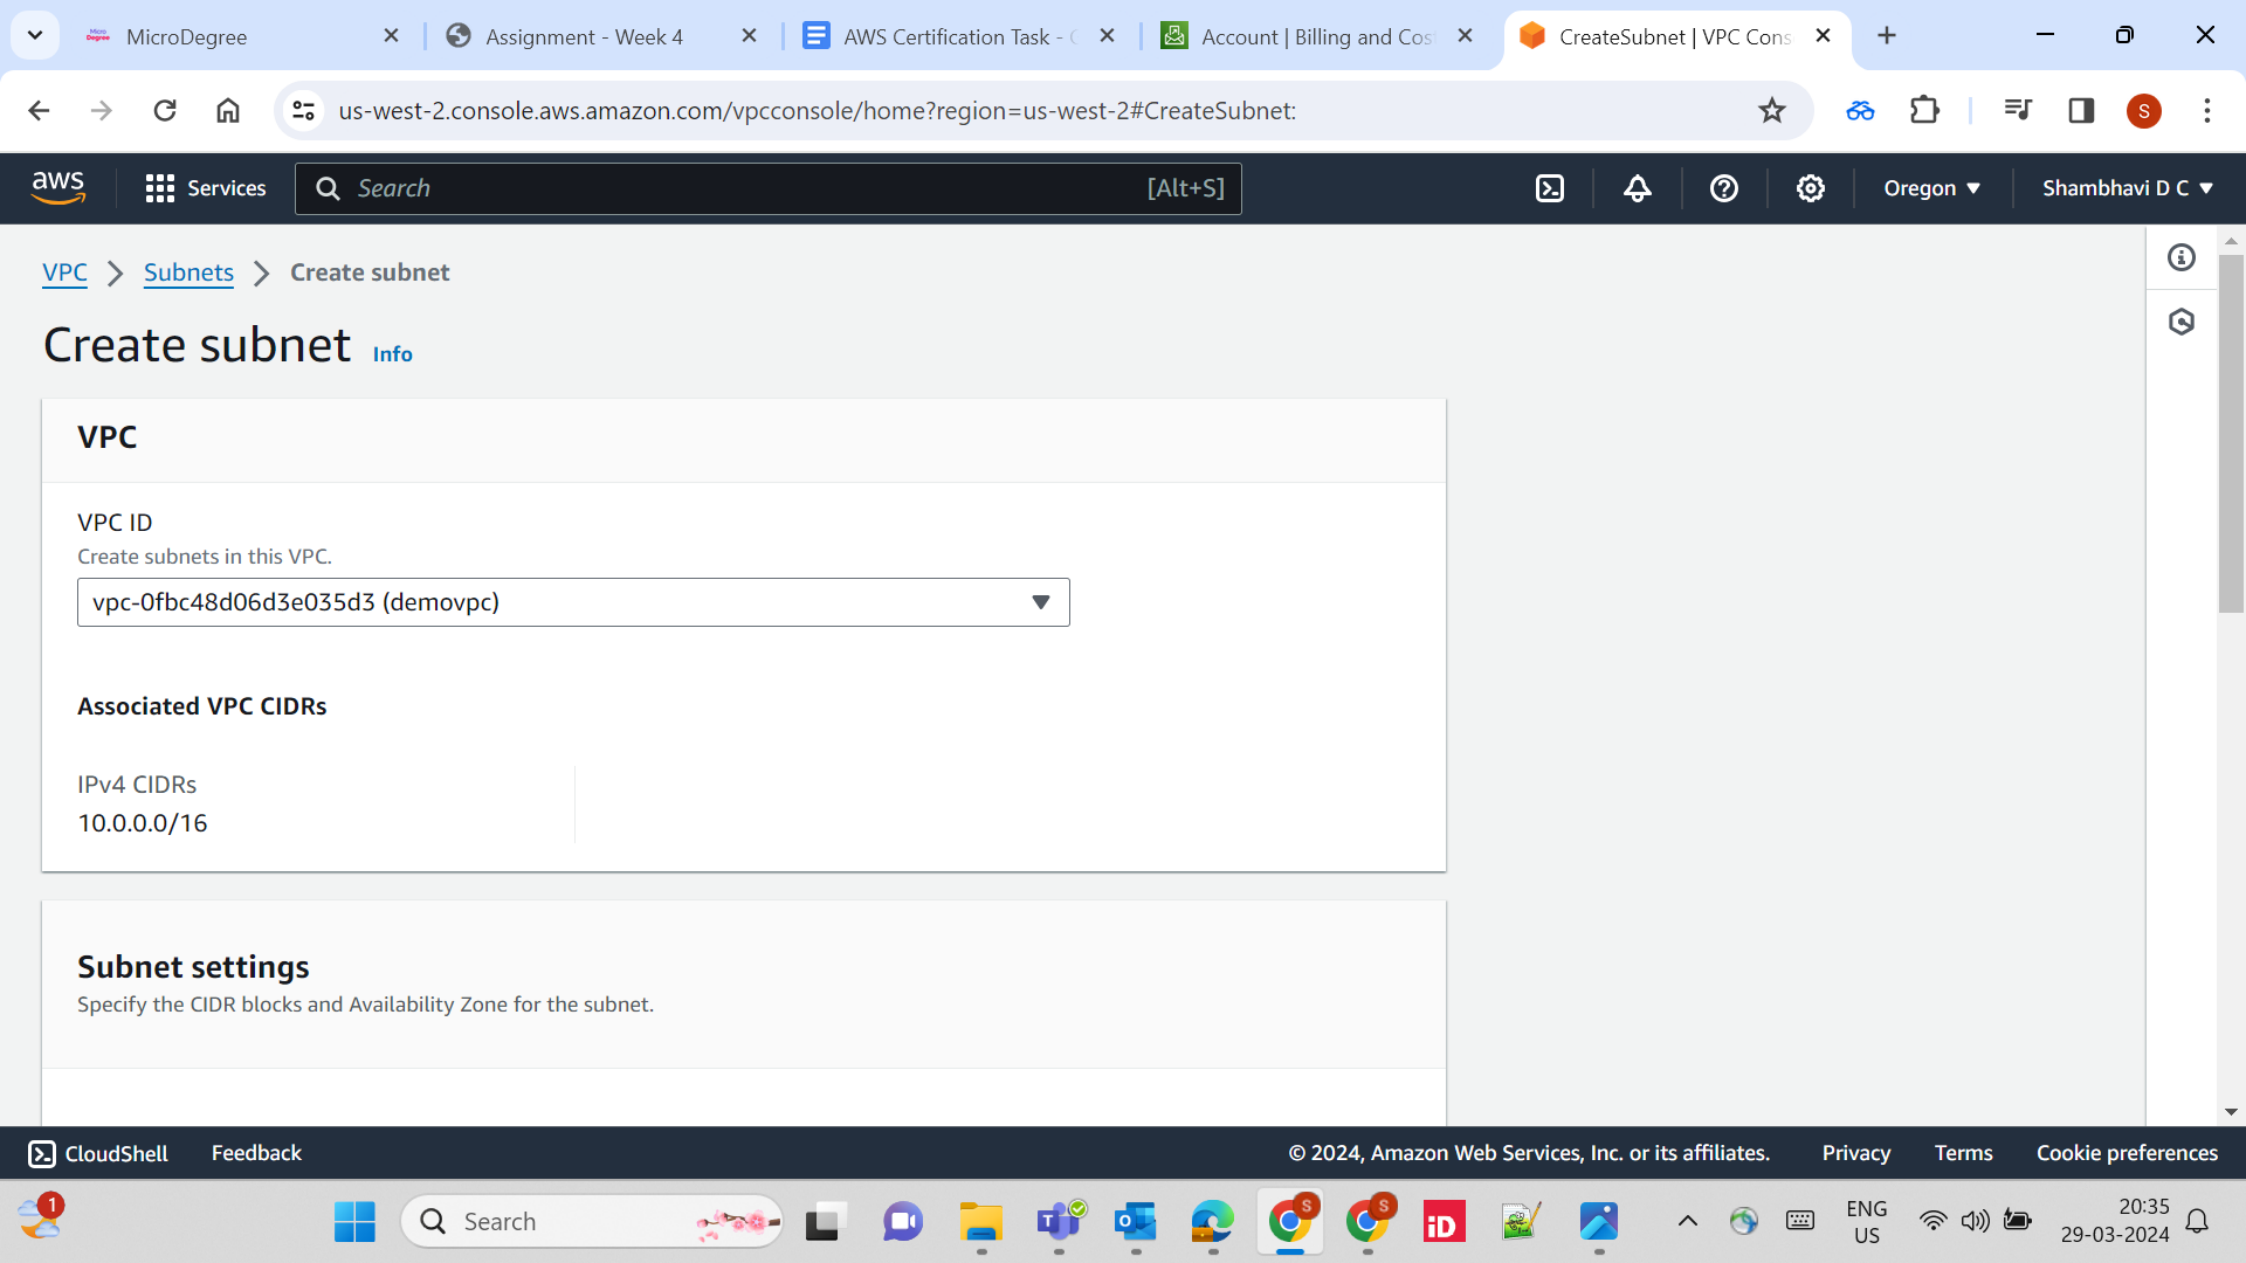 MicroDegree
Assignment - Week 4
AWS Certification Task -
Account | Billing and Cos
CreateSubnet | VPC Cons
us-west-2.console.aws.amazon.com/vpcconsole/home?region=us-west-2#CreateSubnet:
S
aws
Services
Search
[Alt+S]
Oregon
Shambhavi D C
VPC
Subnets
Create subnet
Create subnet
Info
VPC
VPC ID
Create subnets in this VPC.
vpc-0fbc48d06d3e035d3 (demovpc)
Associated VPC CIDRs
IPv4 CIDRs
10.0.0.0/16
Subnet settings
Specify the CIDR blocks and Availability Zone for the subnet.
CloudShell
Feedback
© 2024, Amazon Web Services, Inc. or its affiliates.
Privacy
Terms
Cookie preferences
1
Search
S
S
iD
ENG
US
20:35
29-03-2024